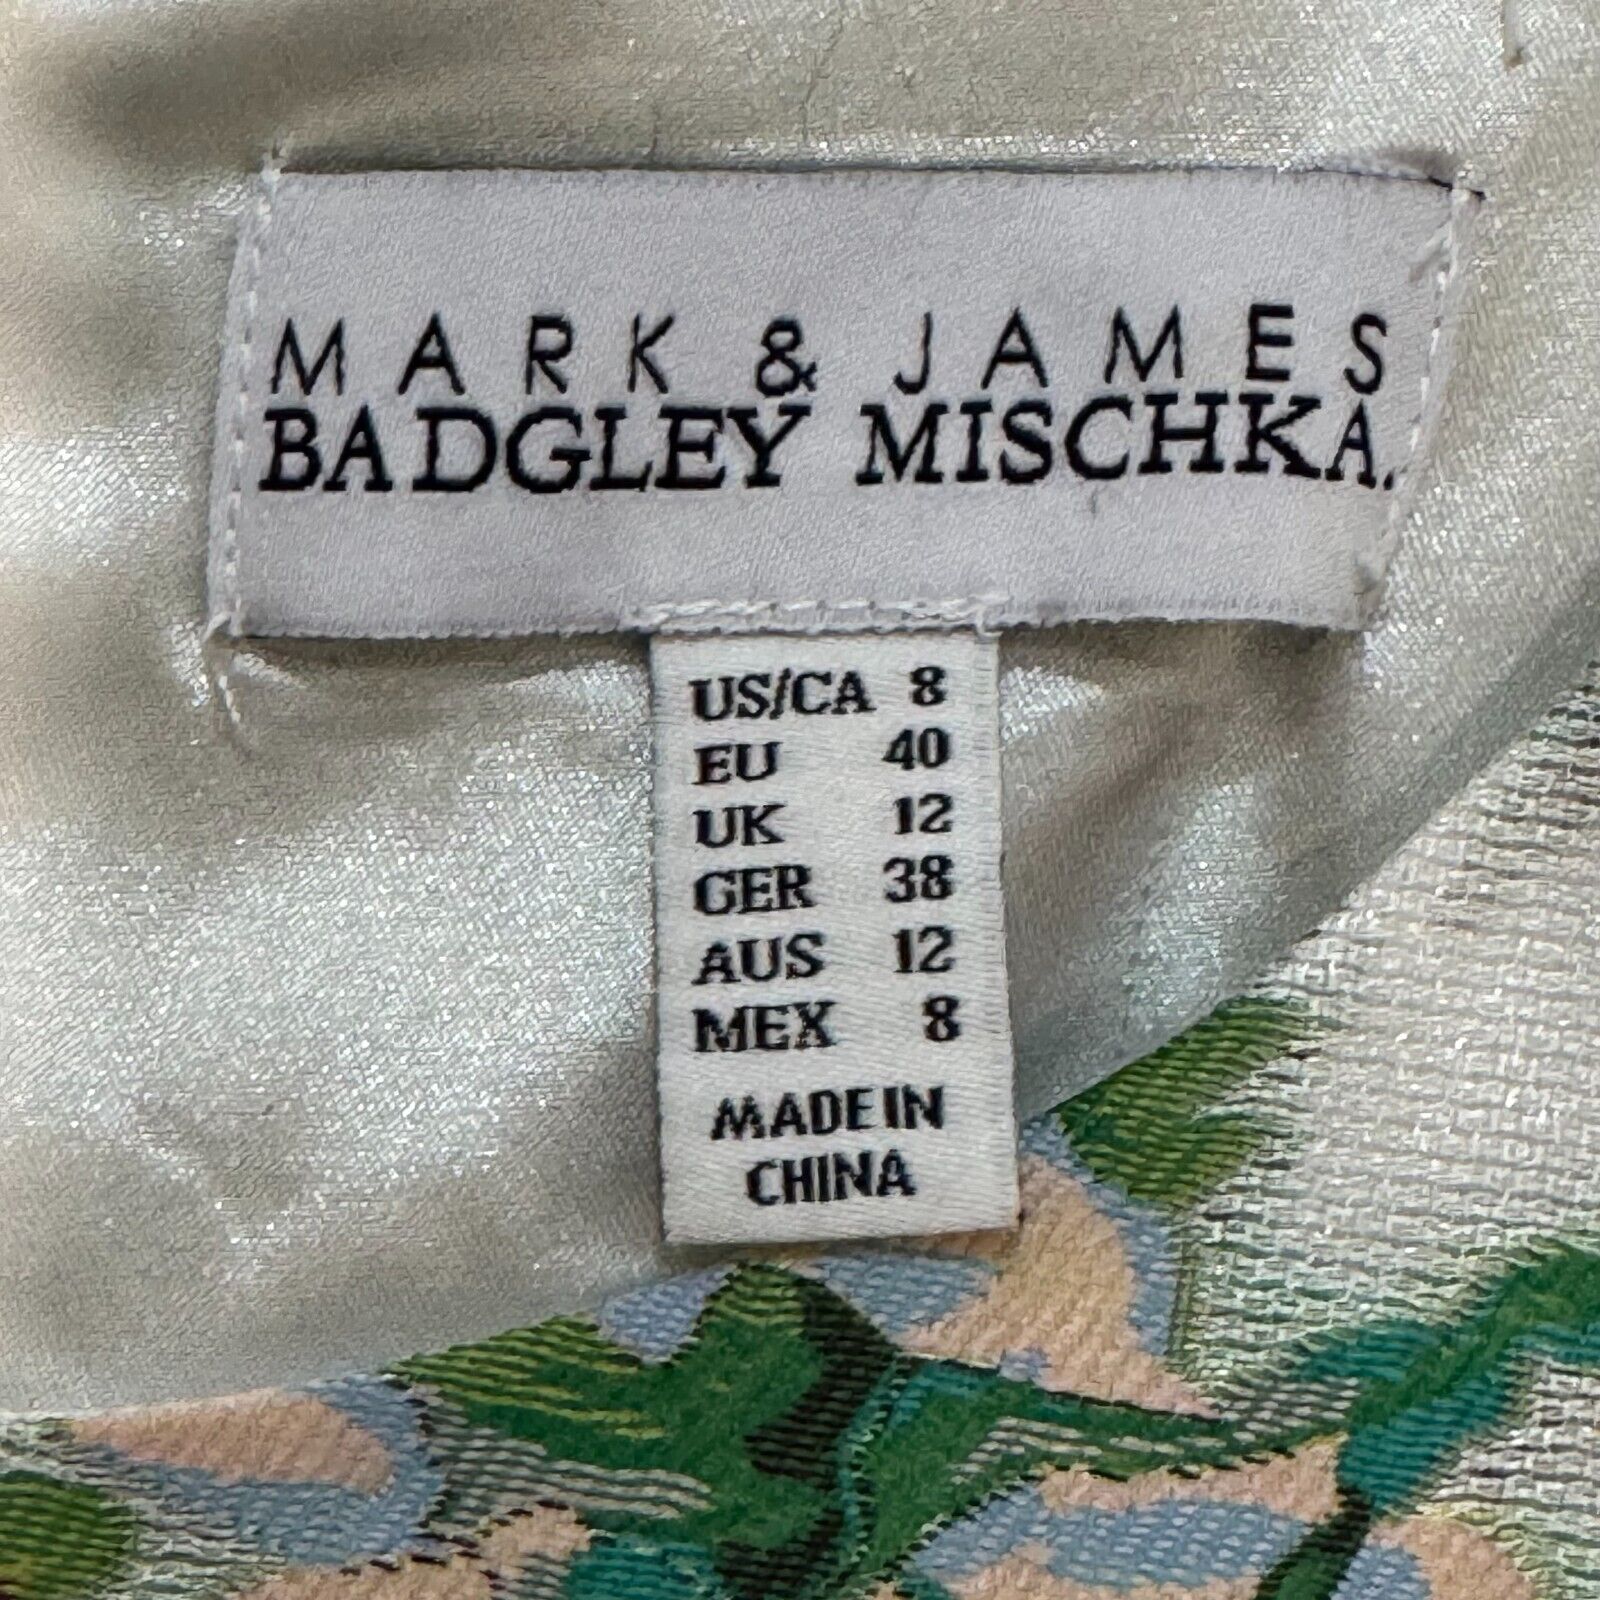 MARK & JAMES
BADGLEY MISCHKA.
US/CA 8
EU 40
UK 12
GER 38
AUS 12
MEX 8
MADE IN
CHINA